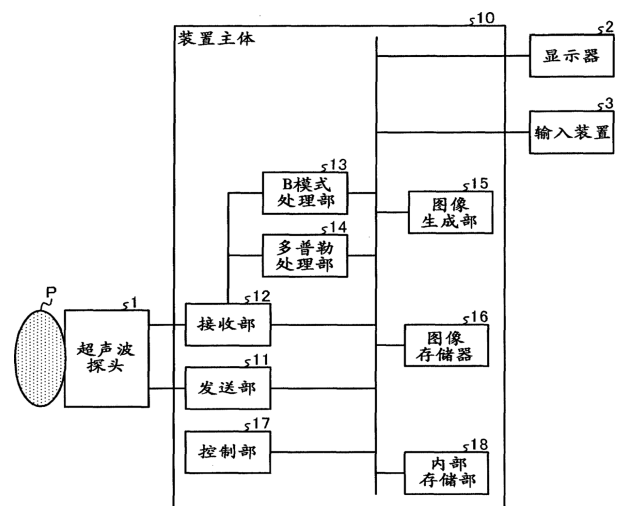 10
装置主体
2
显示器
3
输入装置
13
B模式
处理部
14
多普勒
处理部
15
图像
生成部
P
1
超声波
探头
12
接收部
16
图像
存储器
11
发送部
17
控制部
18
内部
存储部